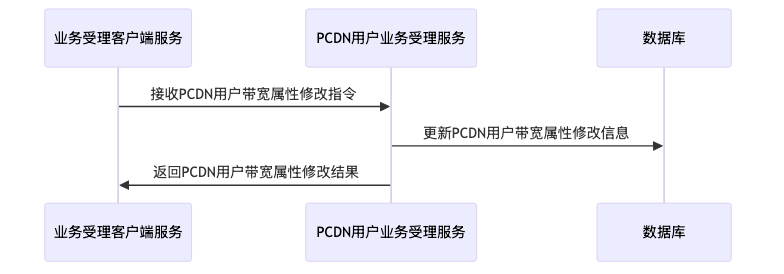 业务受理客户端服务
PCDN用户业务受理服务
数据库
接收PCDN用户带宽属性修改指令
更新PCDN用户带宽属性修改信息
返回PCDN用户带宽属性修改结果
业务受理客户端服务
PCDN用户业务受理服务
数据库